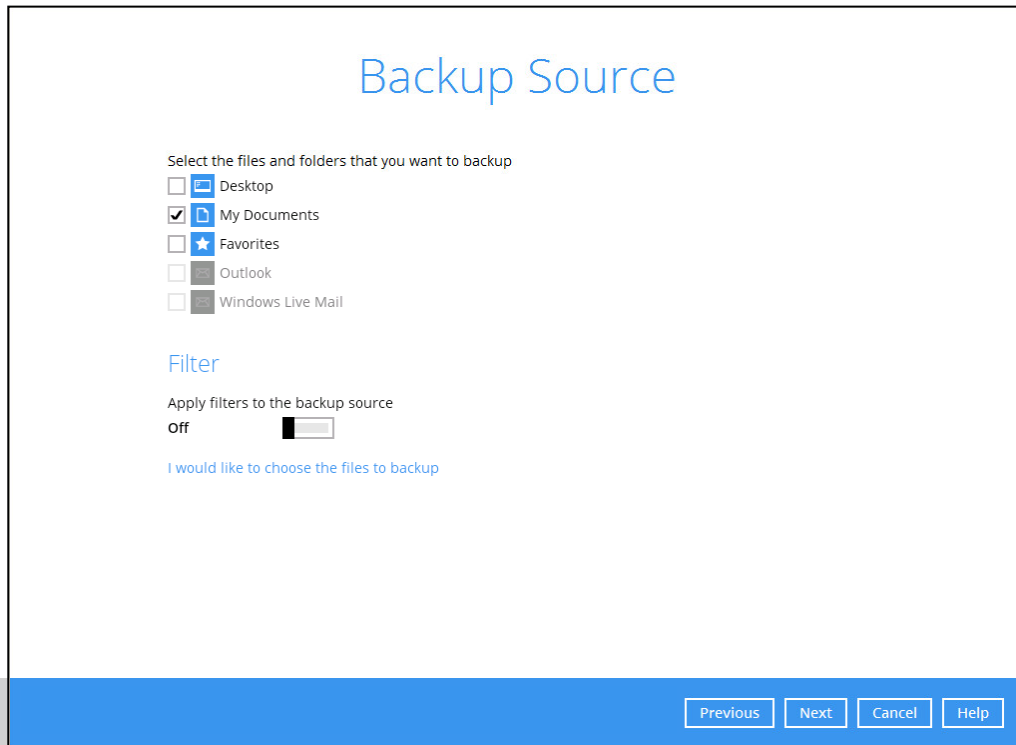 Backup Source
Select the files and folders that you want to backup
Desktop
My Documents
Favorites
Outlook
Windows Live Mail
Filter
Apply filters to the backup source
Off
I would like to choose the files to backup
Previous Next Cancel Help